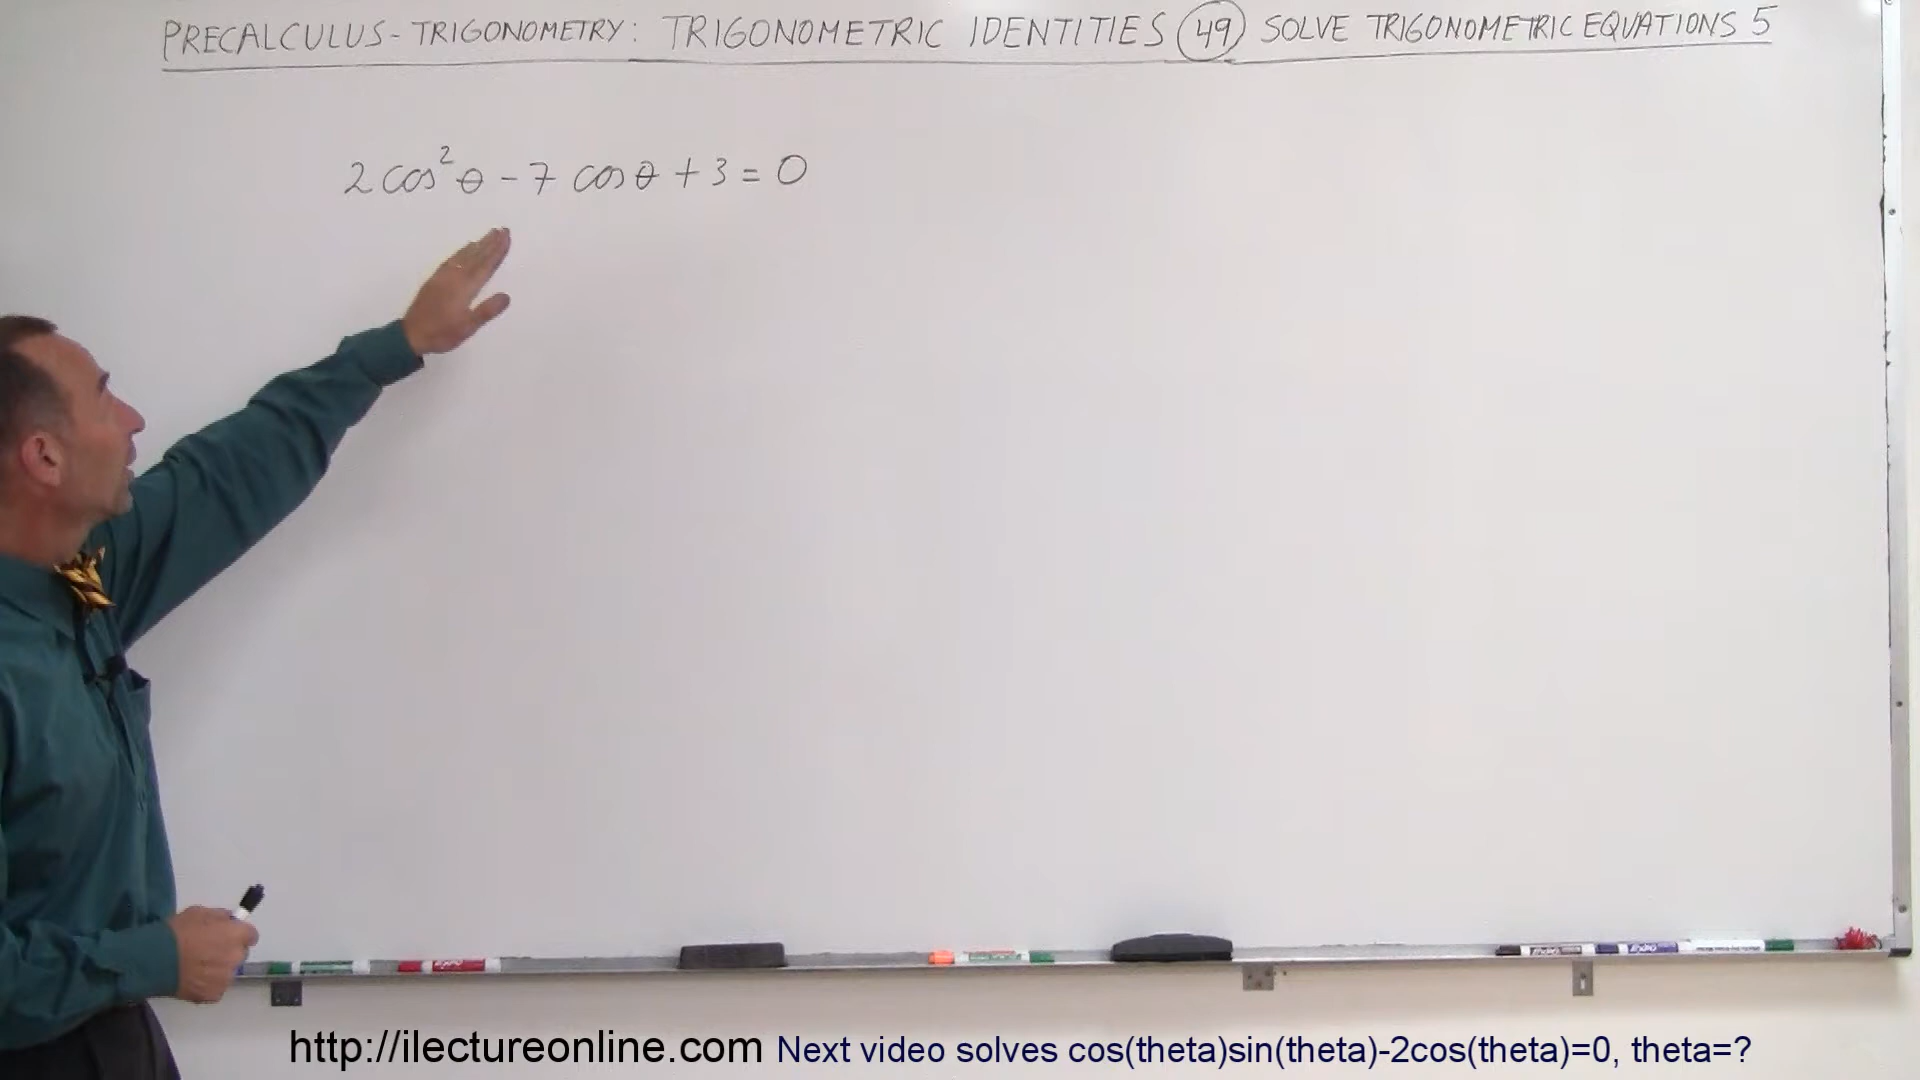 PRECALCULUS - TRIGONOMETRY: TRIGONOMETRIC IDENTITIES 49 SOLVE TRIGONOMETRIC EQUATIONS 5
2 cos² θ - 7 cos θ + 3 = 0
http://ilectureonline.com Next video solves cos(theta)sin(theta)-2cos(theta)=0, theta=?